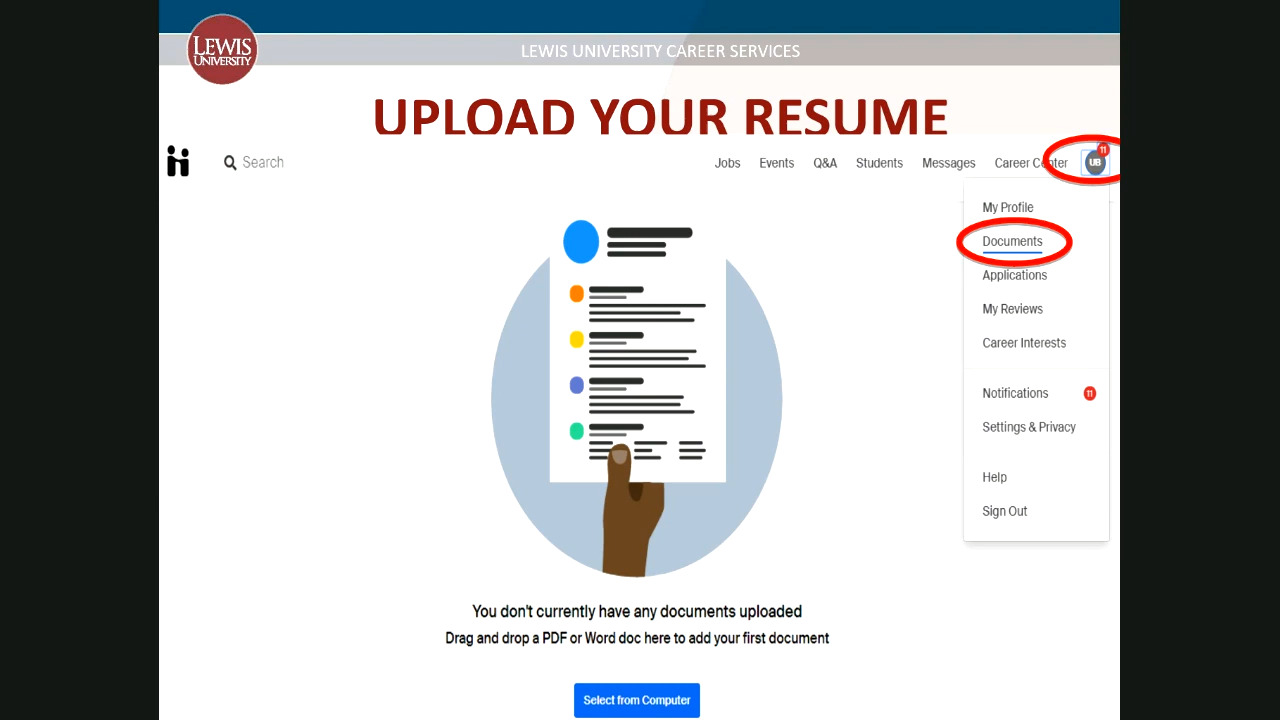 LEWIS
UNIVERSITY
LEWIS UNIVERSITY CAREER SERVICES
UPLOAD YOUR RESUME
Search
Jobs Events Q&A Students Messages Career Center 11 UB
My Profile
Documents
Applications
My Reviews
Career Interests
Notifications 11
Settings & Privacy
Help
Sign Out
You don't currently have any documents uploaded
Drag and drop a PDF or Word doc here to add your first document
Select from Computer